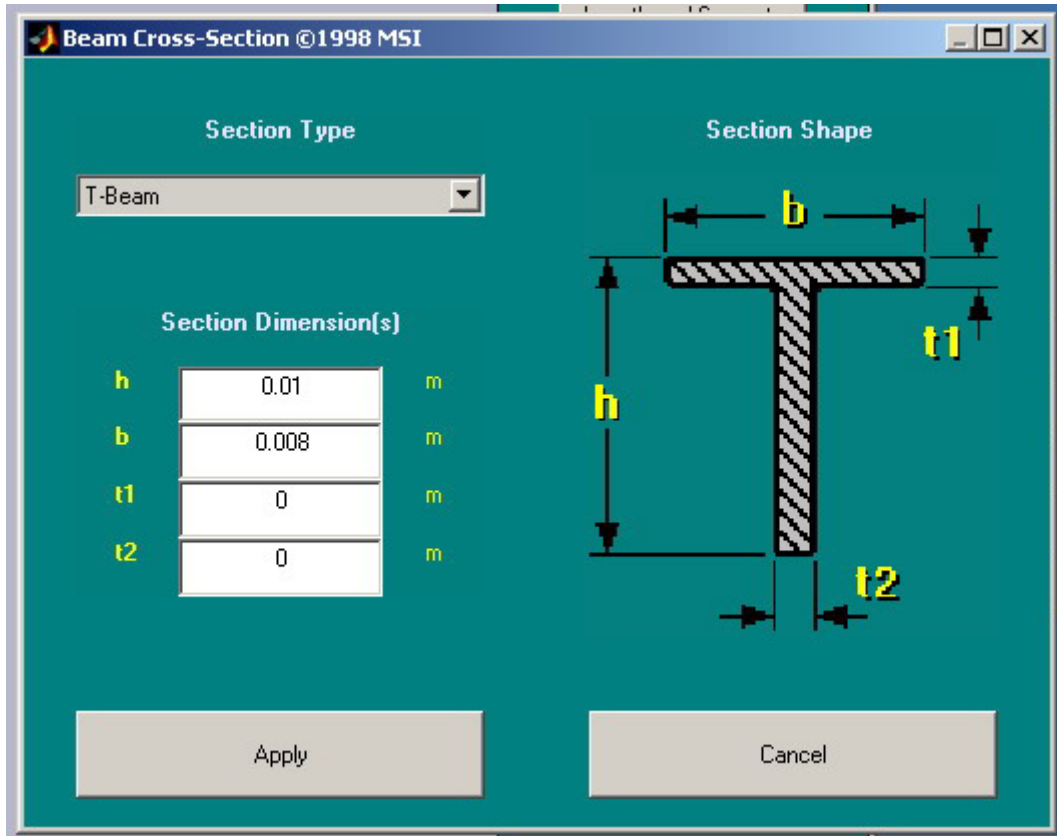 Beam Cross-Section ©1998 MSI
Section Type
T-Beam
Section Dimension(s)
h 0.01 m
b 0.008 m
t1 0 m
t2 0 m
Apply
Section Shape
b
t1
h
t2
Cancel